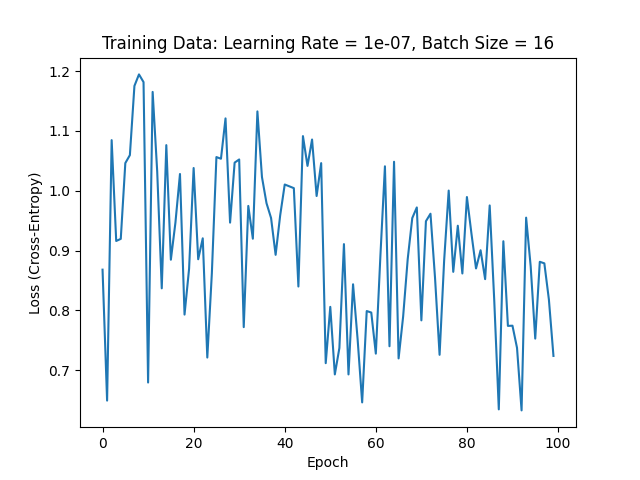 Training Data: Learning Rate = 1e-07, Batch Size = 16
1.2
1.1
1.0
0.9
0.8
0.7
Loss (Cross-Entropy)
0 20 40 60 80 100
Epoch